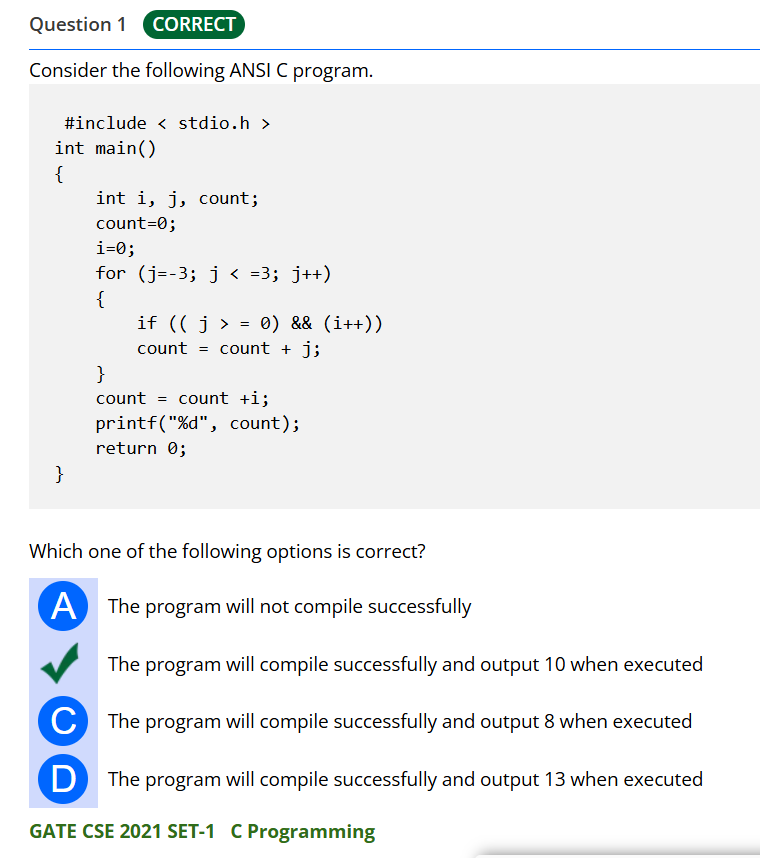 Question 1 CORRECT
Consider the following ANSI C program.
#include < stdio.h >
int main()
{
    int i, j, count;
    count=0;
    i=0;
    for (j=-3; j < =3; j++)
    {
        if (( j > = 0) && (i++))
        count = count + j;
    }
    count = count +i;
    printf("%d", count);
    return 0;
}
Which one of the following options is correct?
A The program will not compile successfully
The program will compile successfully and output 10 when executed
C The program will compile successfully and output 8 when executed
D The program will compile successfully and output 13 when executed
GATE CSE 2021 SET-1 C Programming